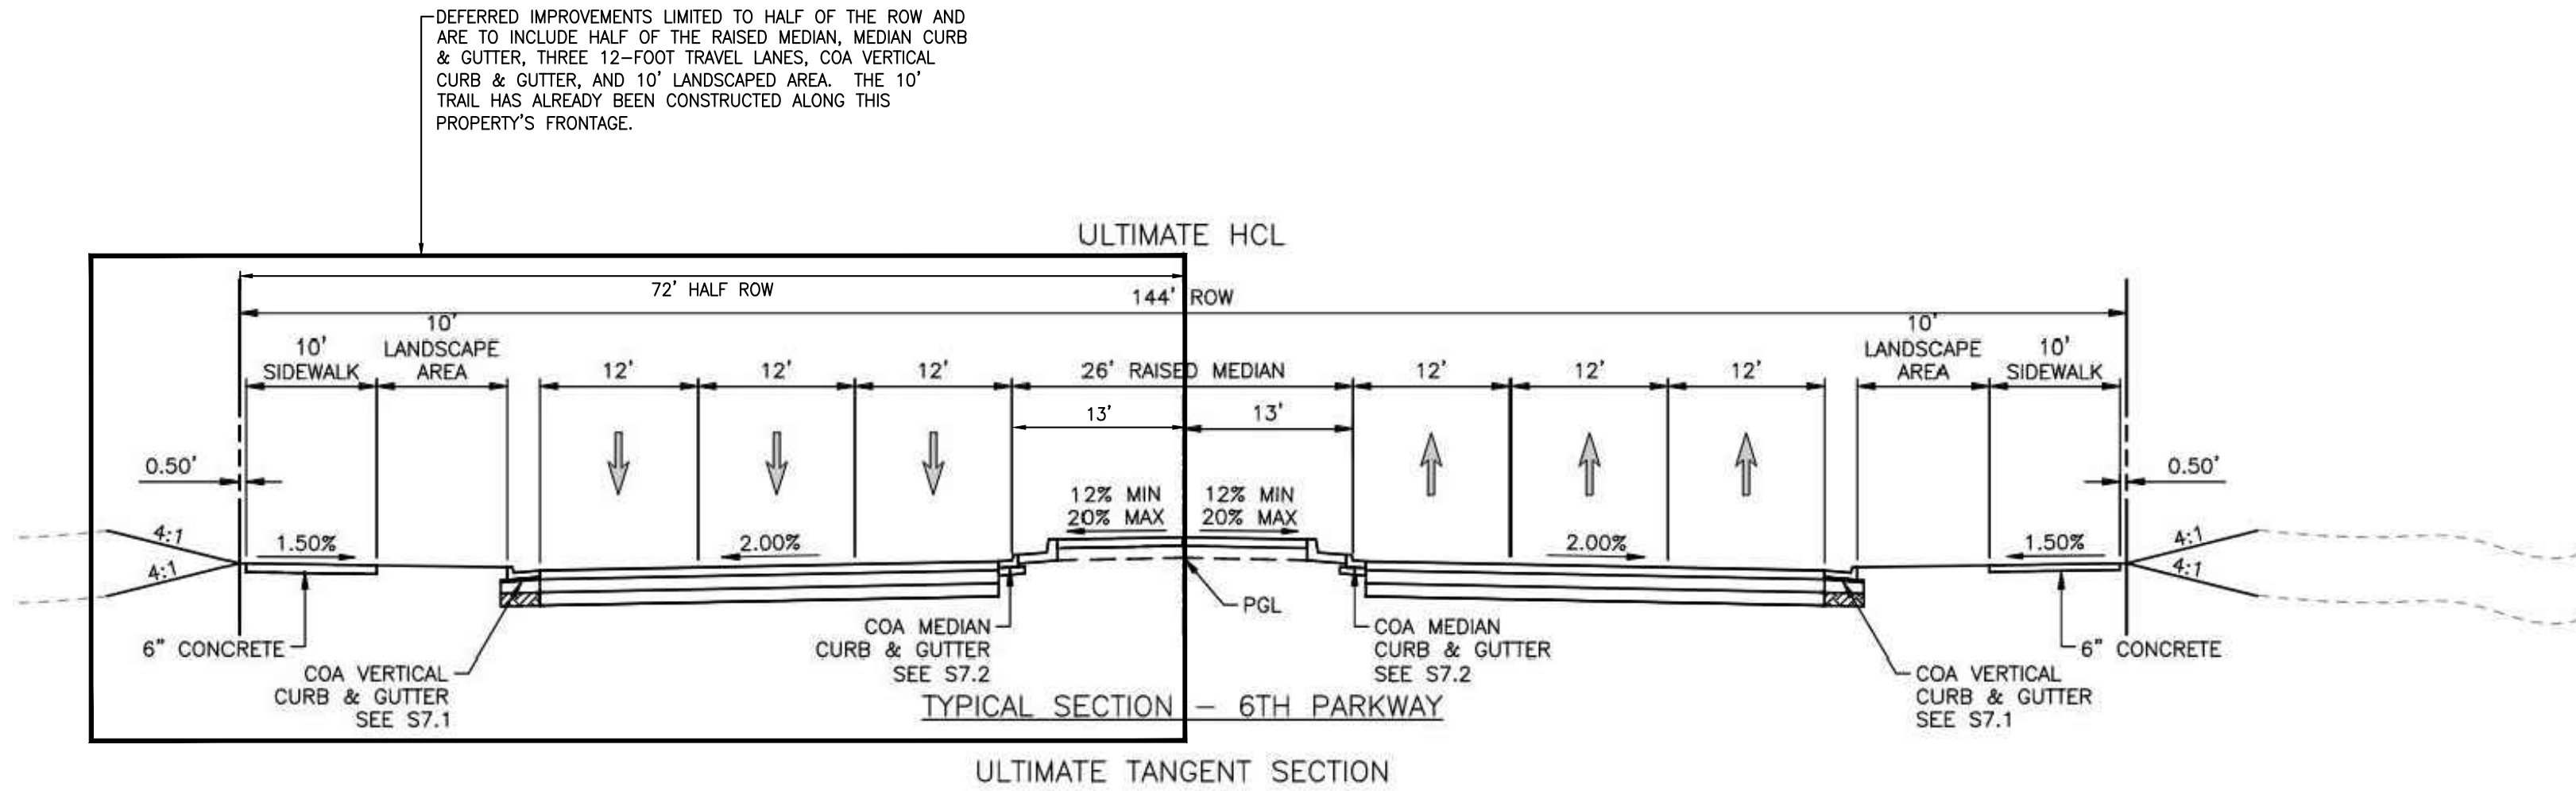 DEFERRED IMPROVEMENTS LIMITED TO HALF OF THE ROW AND
ARE TO INCLUDE HALF OF THE RAISED MEDIAN, MEDIAN CURB
& GUTTER, THREE 12-FOOT TRAVEL LANES, COA VERTICAL
CURB & GUTTER, AND 10' LANDSCAPED AREA. THE 10'
TRAIL HAS ALREADY BEEN CONSTRUCTED ALONG THIS
PROPERTY'S FRONTAGE.
ULTIMATE HCL
72' HALF ROW
144' ROW
10'
SIDEWALK
10'
LANDSCAPE
AREA
12'
12'
12'
26' RAISED MEDIAN
13'
13'
12'
12'
12'
10'
LANDSCAPE
AREA
10'
SIDEWALK
0.50'
0.50'
12% MIN
20% MAX
12% MIN
20% MAX
4:1
4:1
1.50%
2.00%
2.00%
1.50%
4:1
4:1
PGL
6" CONCRETE
COA VERTICAL
CURB & GUTTER
SEE S7.1
COA MEDIAN
CURB & GUTTER
SEE S7.2
COA MEDIAN
CURB & GUTTER
SEE S7.2
COA VERTICAL
CURB & GUTTER
SEE S7.1
6" CONCRETE
TYPICAL SECTION - 6TH PARKWAY
ULTIMATE TANGENT SECTION